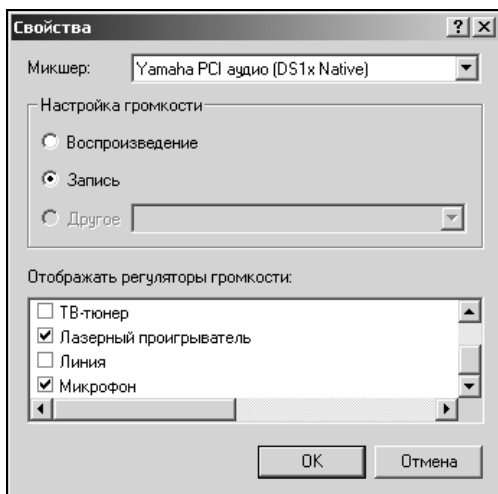 Свойства
Микшер: Yamaha PCI аудио (DS1x Native)
Настройка громкости
Воспроизведение
Запись
Другое
Отображать регуляторы громкости:
ТВ-тюнер
Лазерный проигрыватель
Линия
Микрофон
OK Отмена